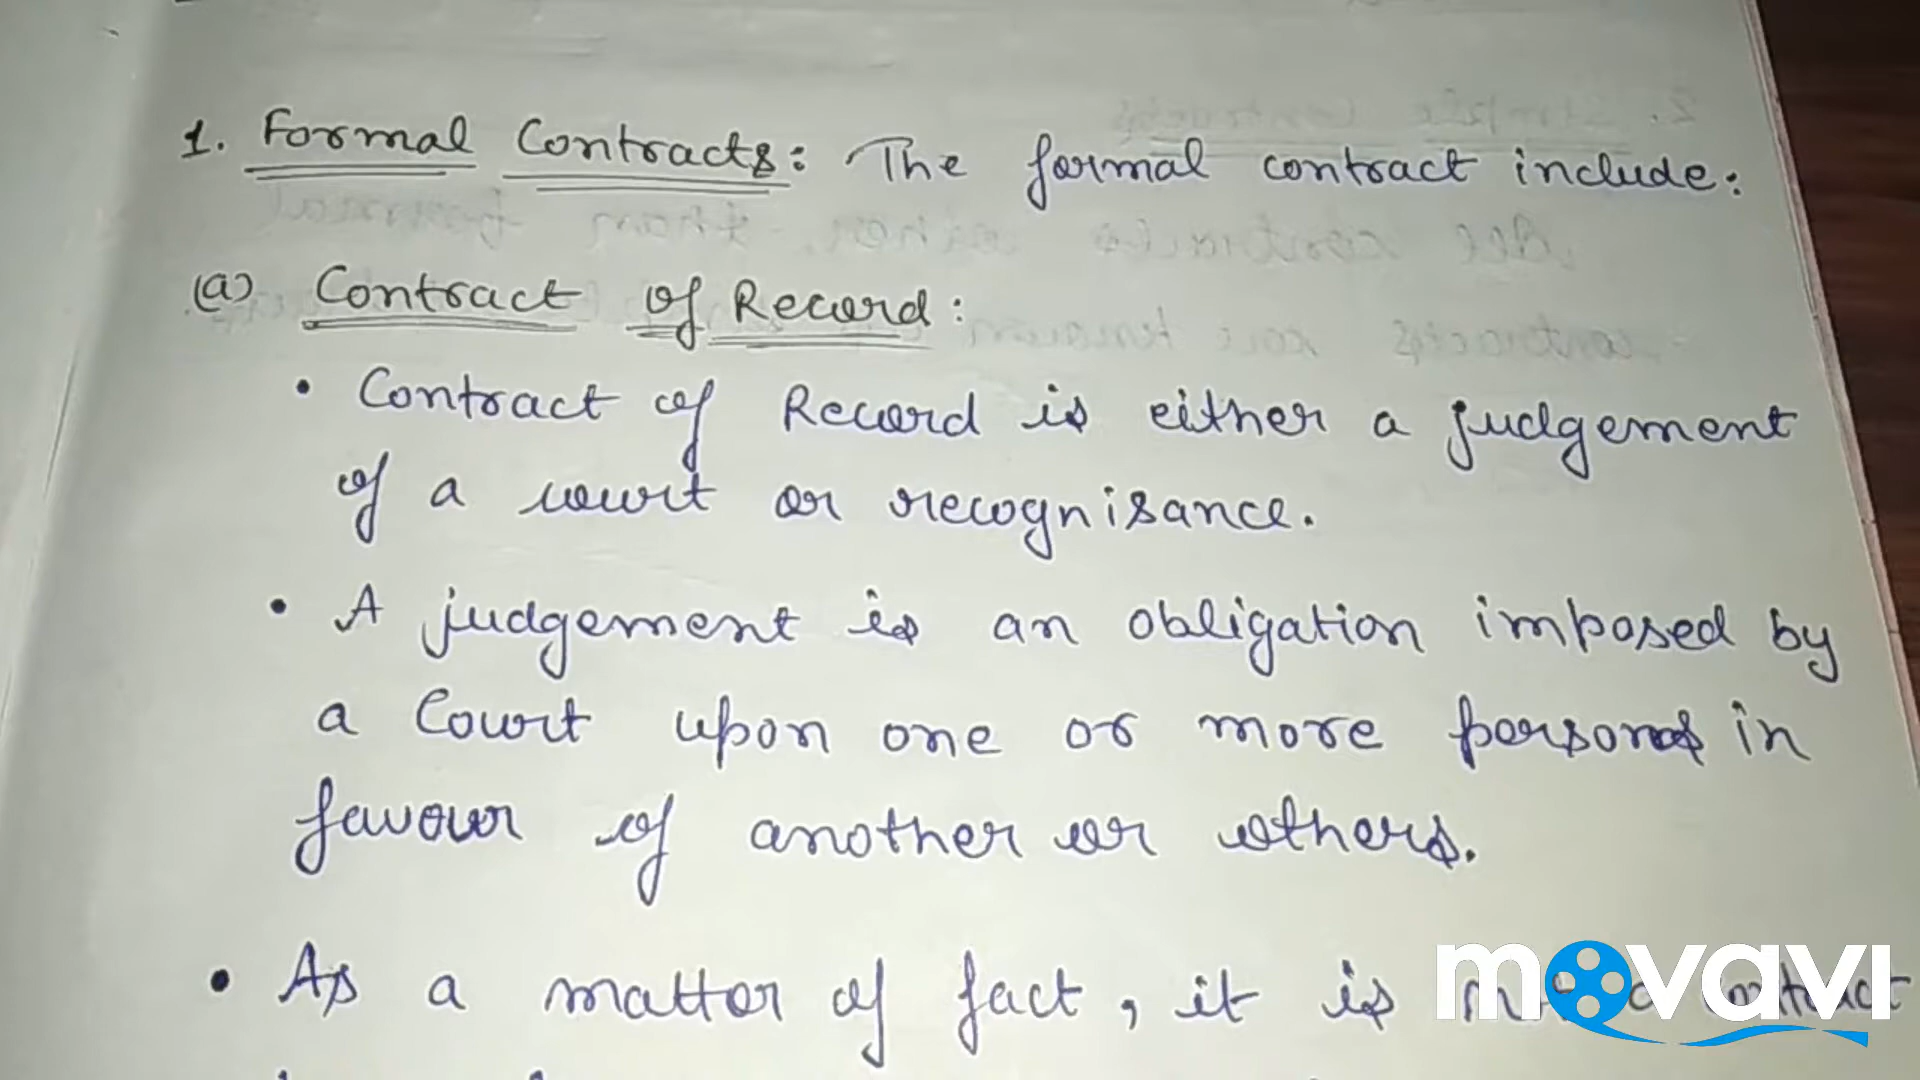 1. Formal Contracts: The formal contract include:
(a) Contract of Record:
• Contract of Record is either a judgement
of a court or recognisance.
• A judgement is an obligation imposed by
a Court upon one or more persons in
favour of another or others.
• As a matter of fact, it is contract
movavi